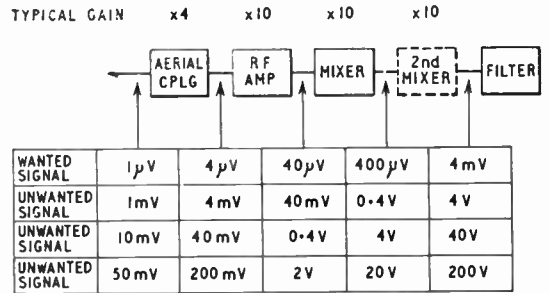 TYPICAL GAIN x4 x10 x10 x10
AERIAL CPLG
RF AMP
MIXER
2nd MIXER
FILTER
WANTED SIGNAL 1μV 4μV 40μV 400μV 4mV
UNWANTED SIGNAL 1mV 4mV 40mV 0·4V 4V
UNWANTED SIGNAL 10mV 40mV 0·4V 4V 40V
UNWANTED SIGNAL 50mV 200mV 2V 20V 200V